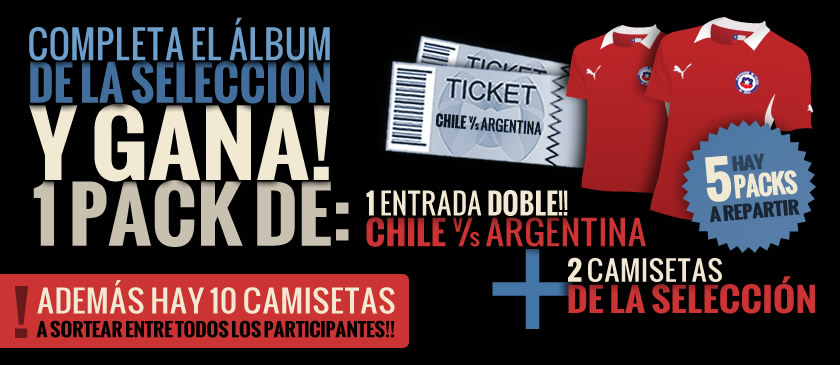 COMPLETA EL ÁLBUM
DE LA SELECCIÓN
Y GANA!
1 PACK DE:
TICKET
TICKET
CHILE V/S ARGENTINA
1 ENTRADA DOBLE!!
CHILE V/S ARGENTINA
+
2 CAMISETAS
DE LA SELECCIÓN
5 HAY
PACKS
A REPARTIR
! ADEMÁS HAY 10 CAMISETAS
A SORTEAR ENTRE TODOS LOS PARTICIPANTES!!